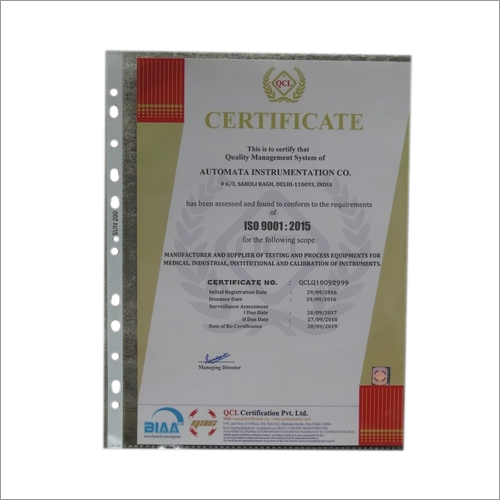 QCL
CERTIFICATE
This is to certify that
Quality Management System of
AUTOMATA INSTRUMENTATION CO.
# 6/2, SABOLI BAGH, DELHI-110093, INDIA
has been assessed and found to conform to the requirements
of
ISO 9001 : 2015
for the following scope
MANUFACTURER AND SUPPLIER OF TESTING AND PROCESS EQUIPMENTS FOR
MEDICAL, INDUSTRIAL, INSTITUTIONAL AND CALIBRATION OF INSTRUMENTS.
CERTIFICATE NO. : QCLQ16092999
Initial Registration Date : 29/09/2016
Issuance Date : 29/09/2016
Surveillance Assessment
I Due Date : 28/09/2017
II Due Date : 27/09/2018
Date of Re-Certification : 28/09/2019
Managing Director
QCL Certification Pvt. Ltd.
BIAA
qac
SUN 200